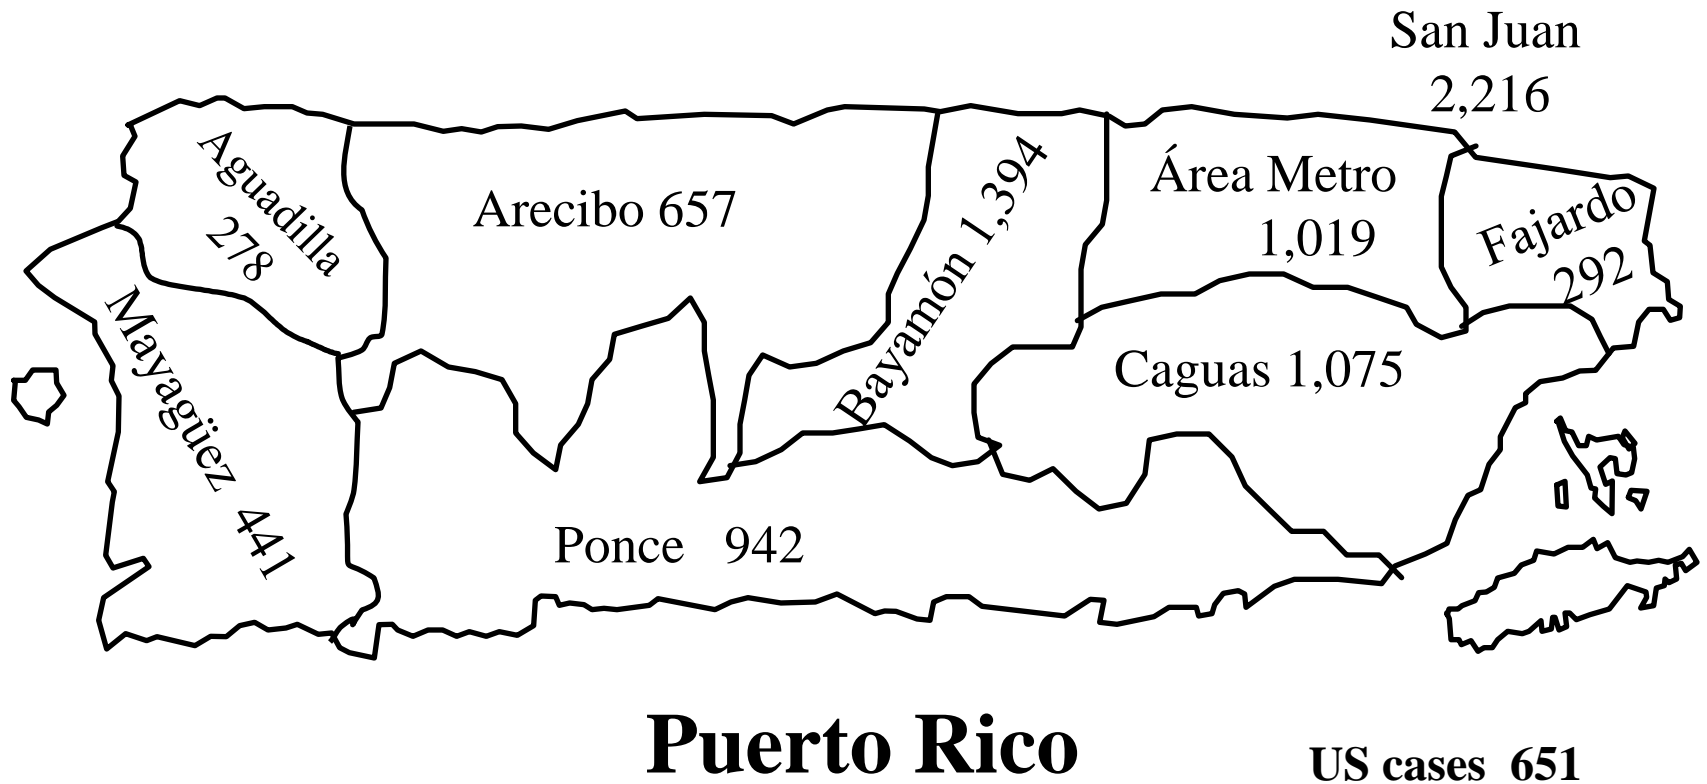 San Juan
2,216
Aguadilla
278
Arecibo 657
Bayamón 1,394
Área Metro
1,019
Fajardo
292
Mayagüez 441
Caguas 1,075
Ponce 942
Puerto Rico
US cases 651